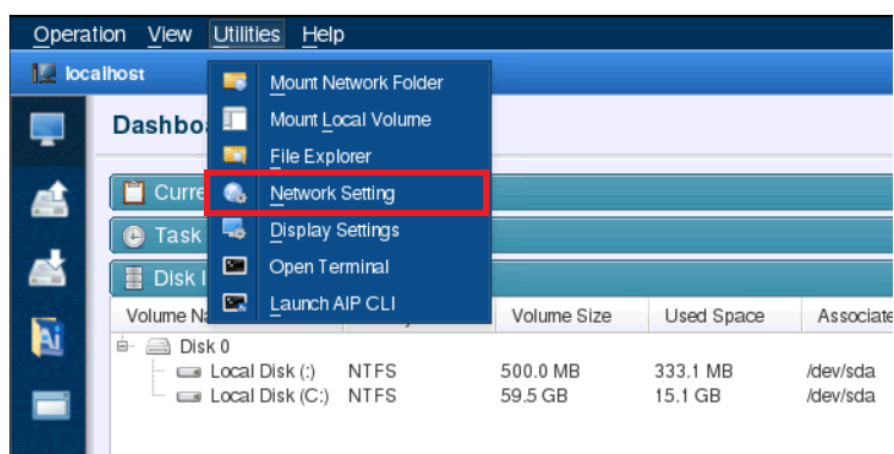 Operation View Utilities Help
localhost
Mount Network Folder
Dashbo
Mount Local Volume
File Explorer
Curre
Network Setting
Task
Display Settings
Disk I
Open Terminal
Launch AIP CLI
Volume Na Volume Size Used Space Associate
Disk 0
Local Disk (:) NTFS 500.0 MB 333.1 MB /dev/sda
Local Disk (C:) NTFS 59.5 GB 15.1 GB /dev/sda
Ai